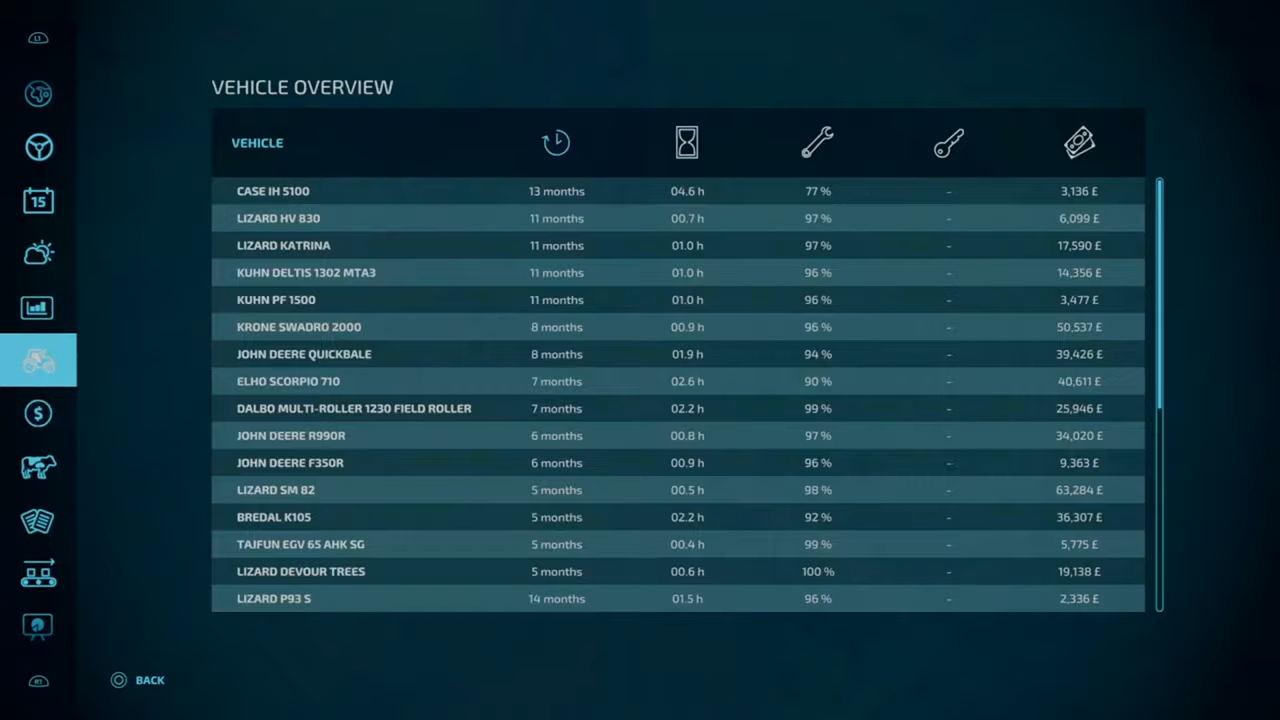 L1
VEHICLE OVERVIEW
VEHICLE
15
CASE IH 5100 13 months 04.6 h 77 % - 3,136 £
LIZARD HV 830 11 months 00.7 h 97 % - 6,099 £
LIZARD KATRINA 11 months 01.0 h 97 % - 17,590 £
KUHN DELTIS 1302 MTA3 11 months 01.0 h 96 % - 14,356 £
KUHN PF 1500 11 months 01.0 h 96 % - 3,477 £
KRONE SWADRO 2000 8 months 00.9 h 96 % - 50,537 £
JOHN DEERE QUICKBALE 8 months 01.9 h 94 % - 39,426 £
ELHO SCORPIO 710 7 months 02.6 h 90 % - 40,611 £
DALBO MULTI-ROLLER 1230 FIELD ROLLER 7 months 02.2 h 99 % - 25,946 £
$
JOHN DEERE R990R 6 months 00.8 h 97 % - 34,020 £
JOHN DEERE F350R 6 months 00.9 h 96 % - 9,363 £
LIZARD SM 82 5 months 00.5 h 98 % - 63,284 £
BREDAL K105 5 months 02.2 h 92 % - 36,307 £
TAJFUN EGV 65 AHK SG 5 months 00.4 h 99 % - 5,775 £
LIZARD DEVOUR TREES 5 months 00.6 h 100 % - 19,138 £
LIZARD P93 S 14 months 01.5 h 96 % - 2,336 £
R1
BACK